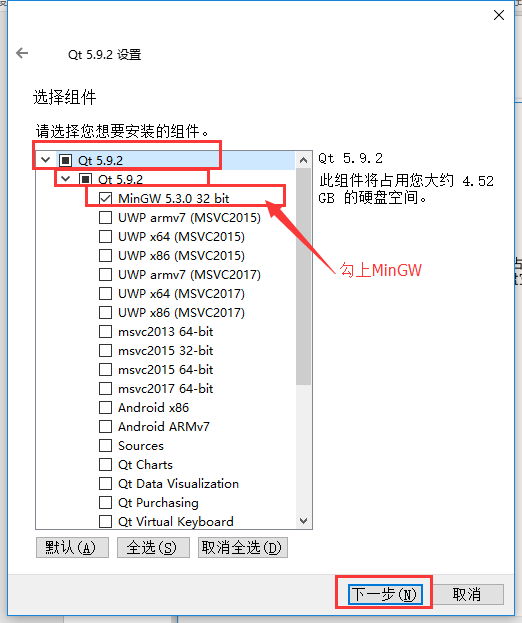 Qt 5.9.2 设置
选择组件
请选择您想要安装的组件。
Qt 5.9.2
Qt 5.9.2
MinGW 5.3.0 32 bit
UWP armv7 (MSVC2015)
UWP x64 (MSVC2015)
UWP x86 (MSVC2015)
UWP armv7 (MSVC2017)
UWP x64 (MSVC2017)
UWP x86 (MSVC2017)
msvc2013 64-bit
msvc2015 32-bit
msvc2015 64-bit
msvc2017 64-bit
Android x86
Android ARMv7
Sources
Qt Charts
Qt Data Visualization
Qt Purchasing
Qt Virtual Keyboard
Qt 5.9.2
此组件将占用您大约 4.52
GB 的硬盘空间。
勾上MinGW
默认(A)
全选(S)
取消全选(D)
下一步(N)
取消